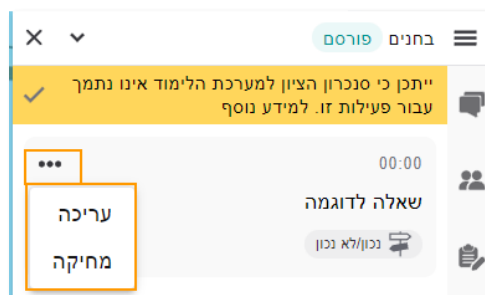 בחנים פורסם
ייתכן כי סנכרון הציון למערכת הלימוד אינו נתמך
עבור פעילות זו. למידע נוסף
00:00
שאלה לדוגמה
נכון/לא נכון
עריכה
מחיקה